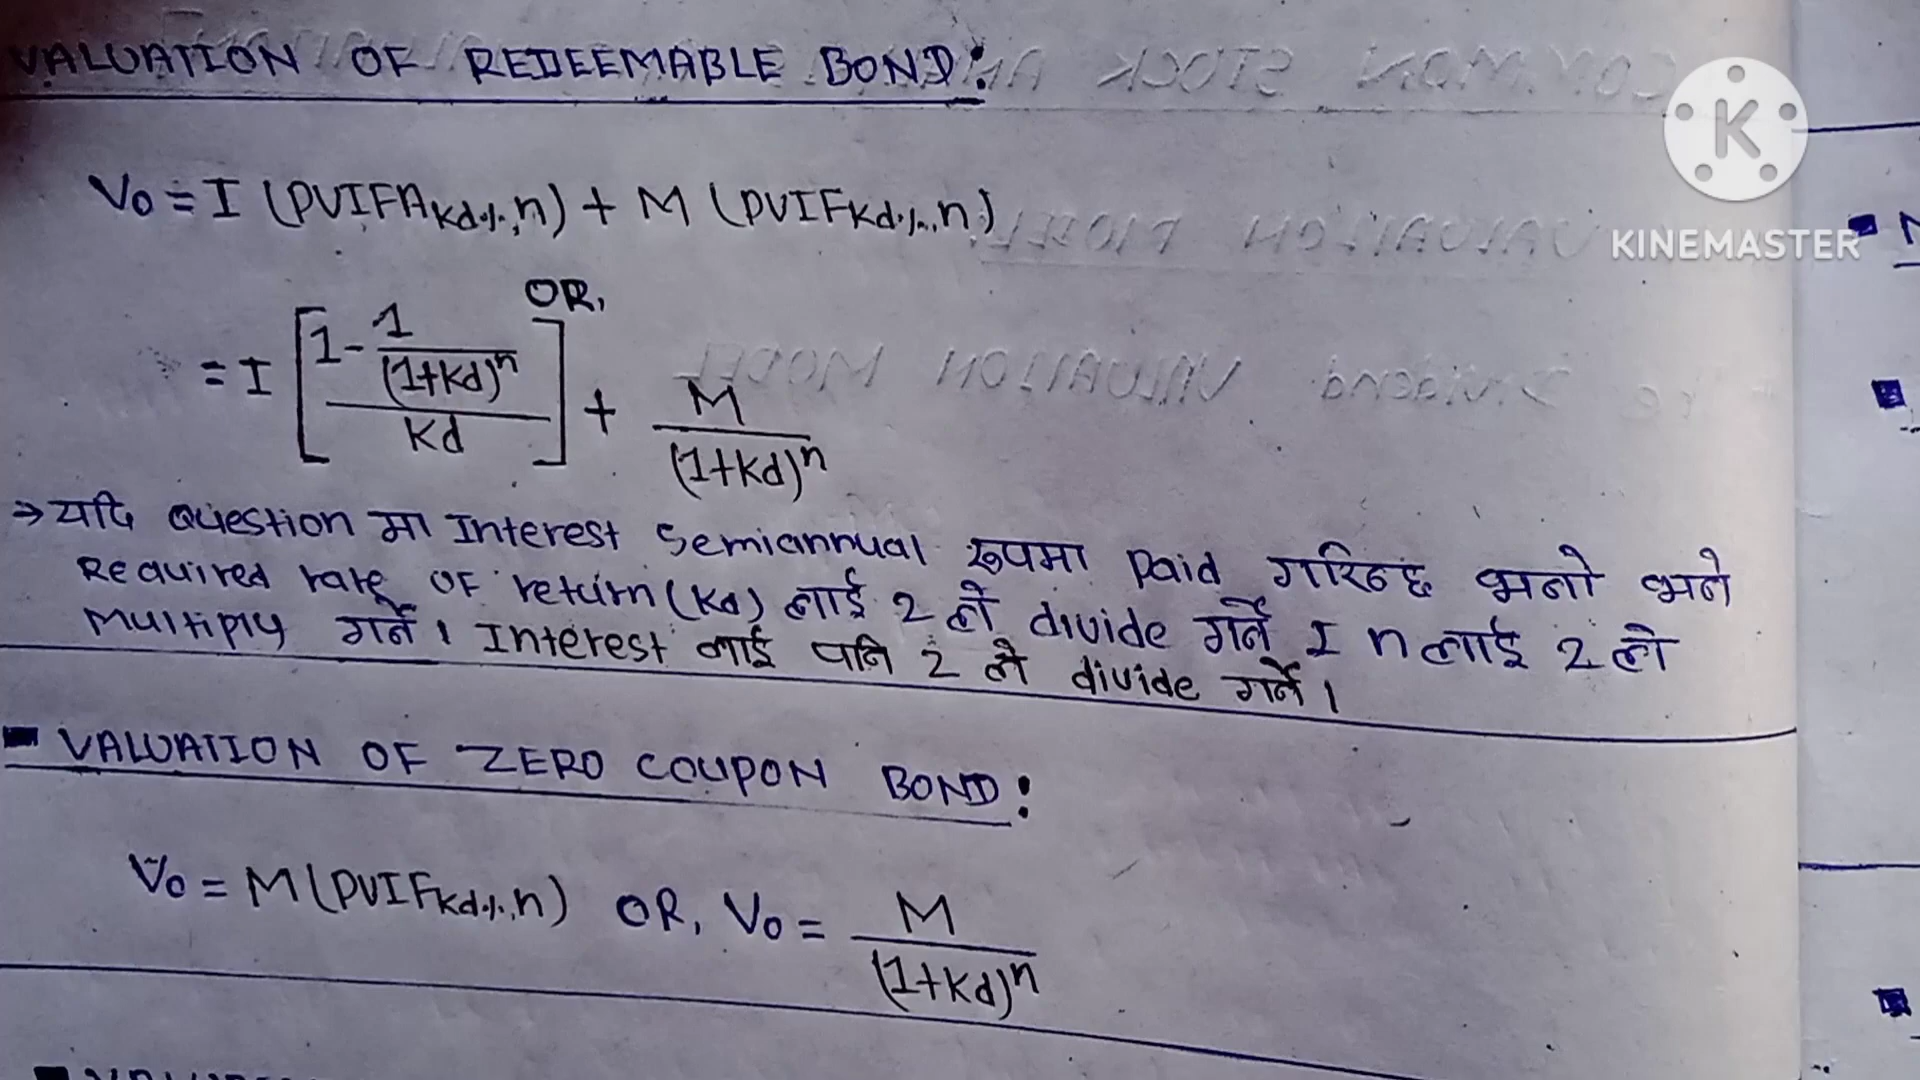 VALUATION OF REDEEMABLE BOND:
V₀ = I (PVIFA kd%,n) + M (PVIF kd%,n)
OR,
= I [1 - 1/(1+kd)ⁿ / kd] + M/(1+kd)ⁿ
⇒ यदि Question मा Interest semiannual रूपमा paid गरिन्छ भनो भने
Required rate of return (Kd) लाई 2 ले divide गर्ने I n लाई 2 ले
multiply गर्ने। Interest लाई पनि 2 ले divide गर्ने।
VALUATION OF ZERO COUPON BOND:
V₀ = M(PVIF kd%,n) OR, V₀ = M/(1+kd)ⁿ
KINEMASTER